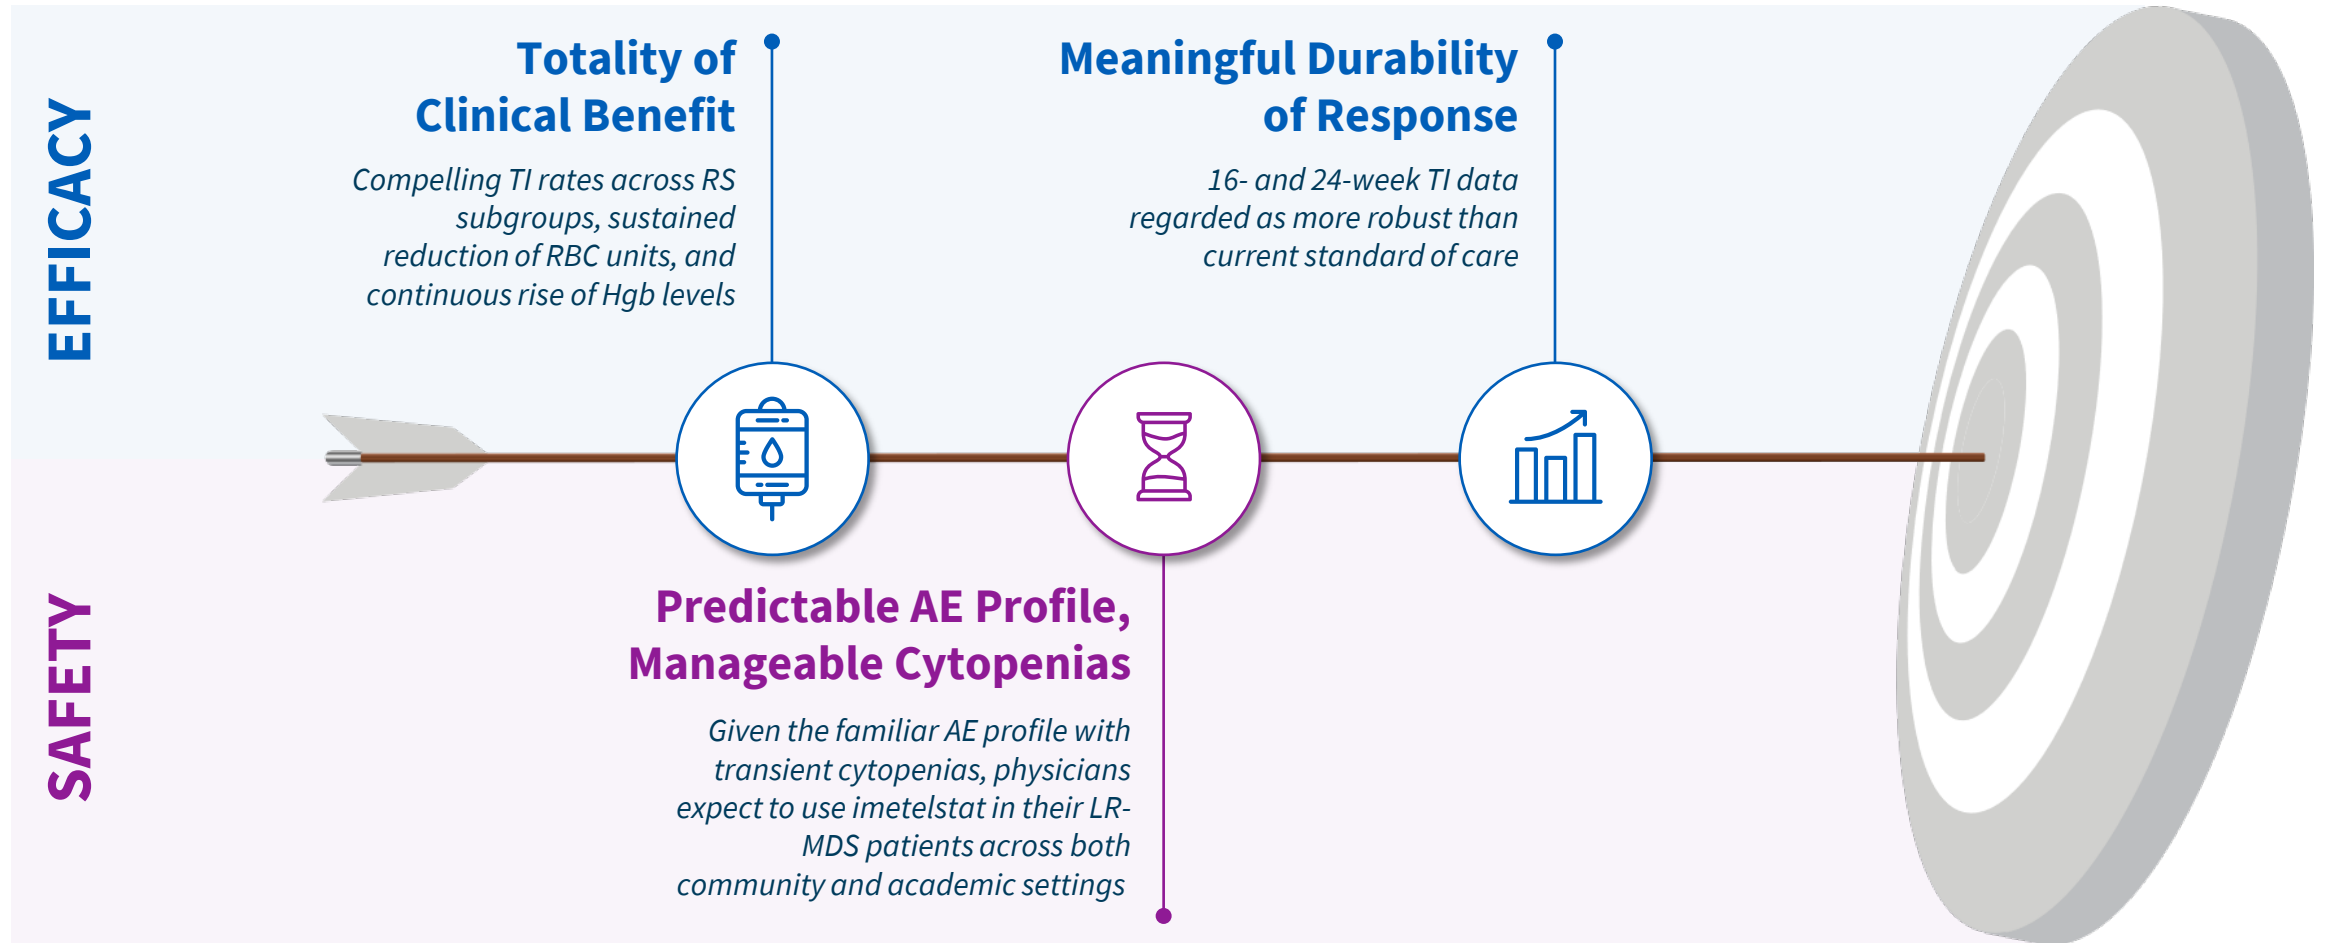 EFFICACY
Totality of
Clinical Benefit
Compelling TI rates across RS
subgroups, sustained
reduction of RBC units, and
continuous rise of Hgb levels
Meaningful Durability
of Response
16- and 24-week TI data
regarded as more robust than
current standard of care
SAFETY
Predictable AE Profile,
Manageable Cytopenias
Given the familiar AE profile with
transient cytopenias, physicians
expect to use imetelstat in their LR-
MDS patients across both
community and academic settings